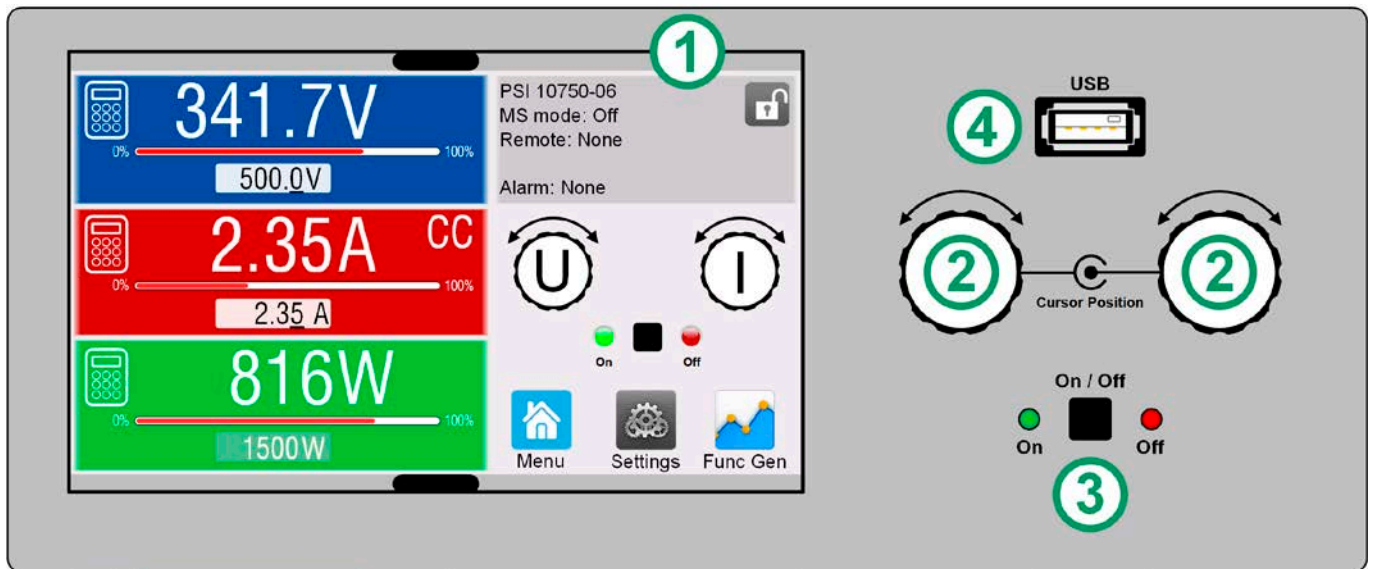 1
341.7V
0% 100%
500.0V
2.35A CC
0% 100%
2.35 A
816W
0% 100%
1500W
PSI 10750-06
MS mode: Off
Remote: None
Alarm: None
U I
On Off
Menu Settings Func Gen
USB
4
2 2
Cursor Position
On / Off
On Off
3